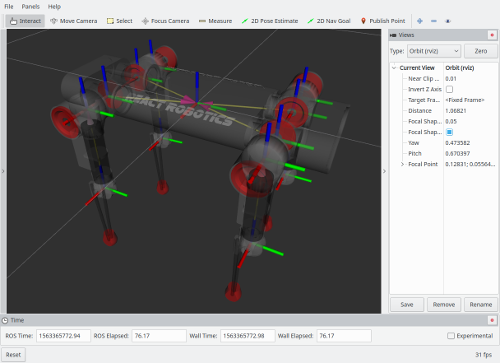 File Panels Help
Interact Move Camera Select Focus Camera Measure 2D Pose Estimate 2D Nav Goal Publish Point
Views
Type: Orbit (rviz) Zero
Current View Orbit (rviz)
Near Clip ... 0.01
Invert Z Axis
Target Fra... <Fixed Frame>
Distance 1.06821
Focal Shap... 0.05
Focal Shap...
Yaw 0.473582
Pitch 0.670397
Focal Point 0.12831; 0.05564...
ROBOTICS
Save Remove Rename
Time
ROS Time: 1563365772.94 ROS Elapsed: 76.17 Wall Time: 1563365772.98 Wall Elapsed: 76.17 Experimental
Reset 31 fps